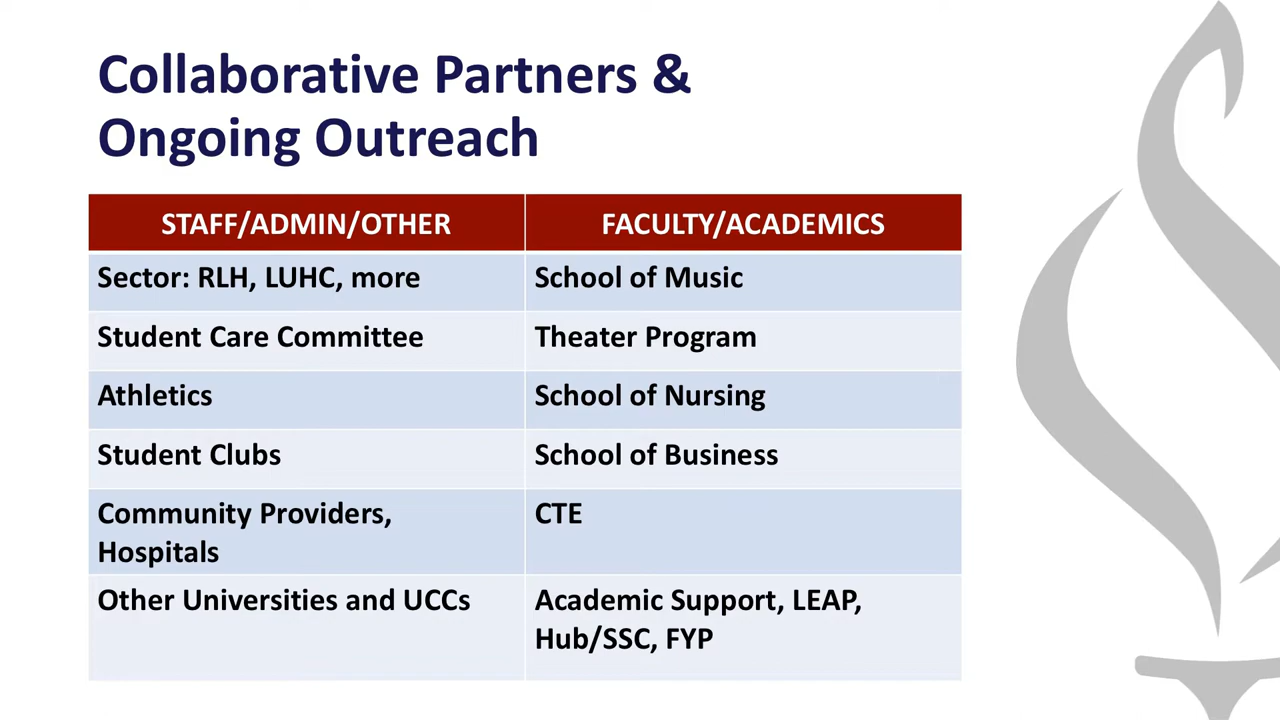 Collaborative Partners &
Ongoing Outreach
STAFF/ADMIN/OTHER
FACULTY/ACADEMICS
Sector: RLH, LUHC, more
School of Music
Student Care Committee
Theater Program
Athletics
School of Nursing
Student Clubs
School of Business
Community Providers,
Hospitals
CTE
Other Universities and UCCs
Academic Support, LEAP,
Hub/SSC, FYP